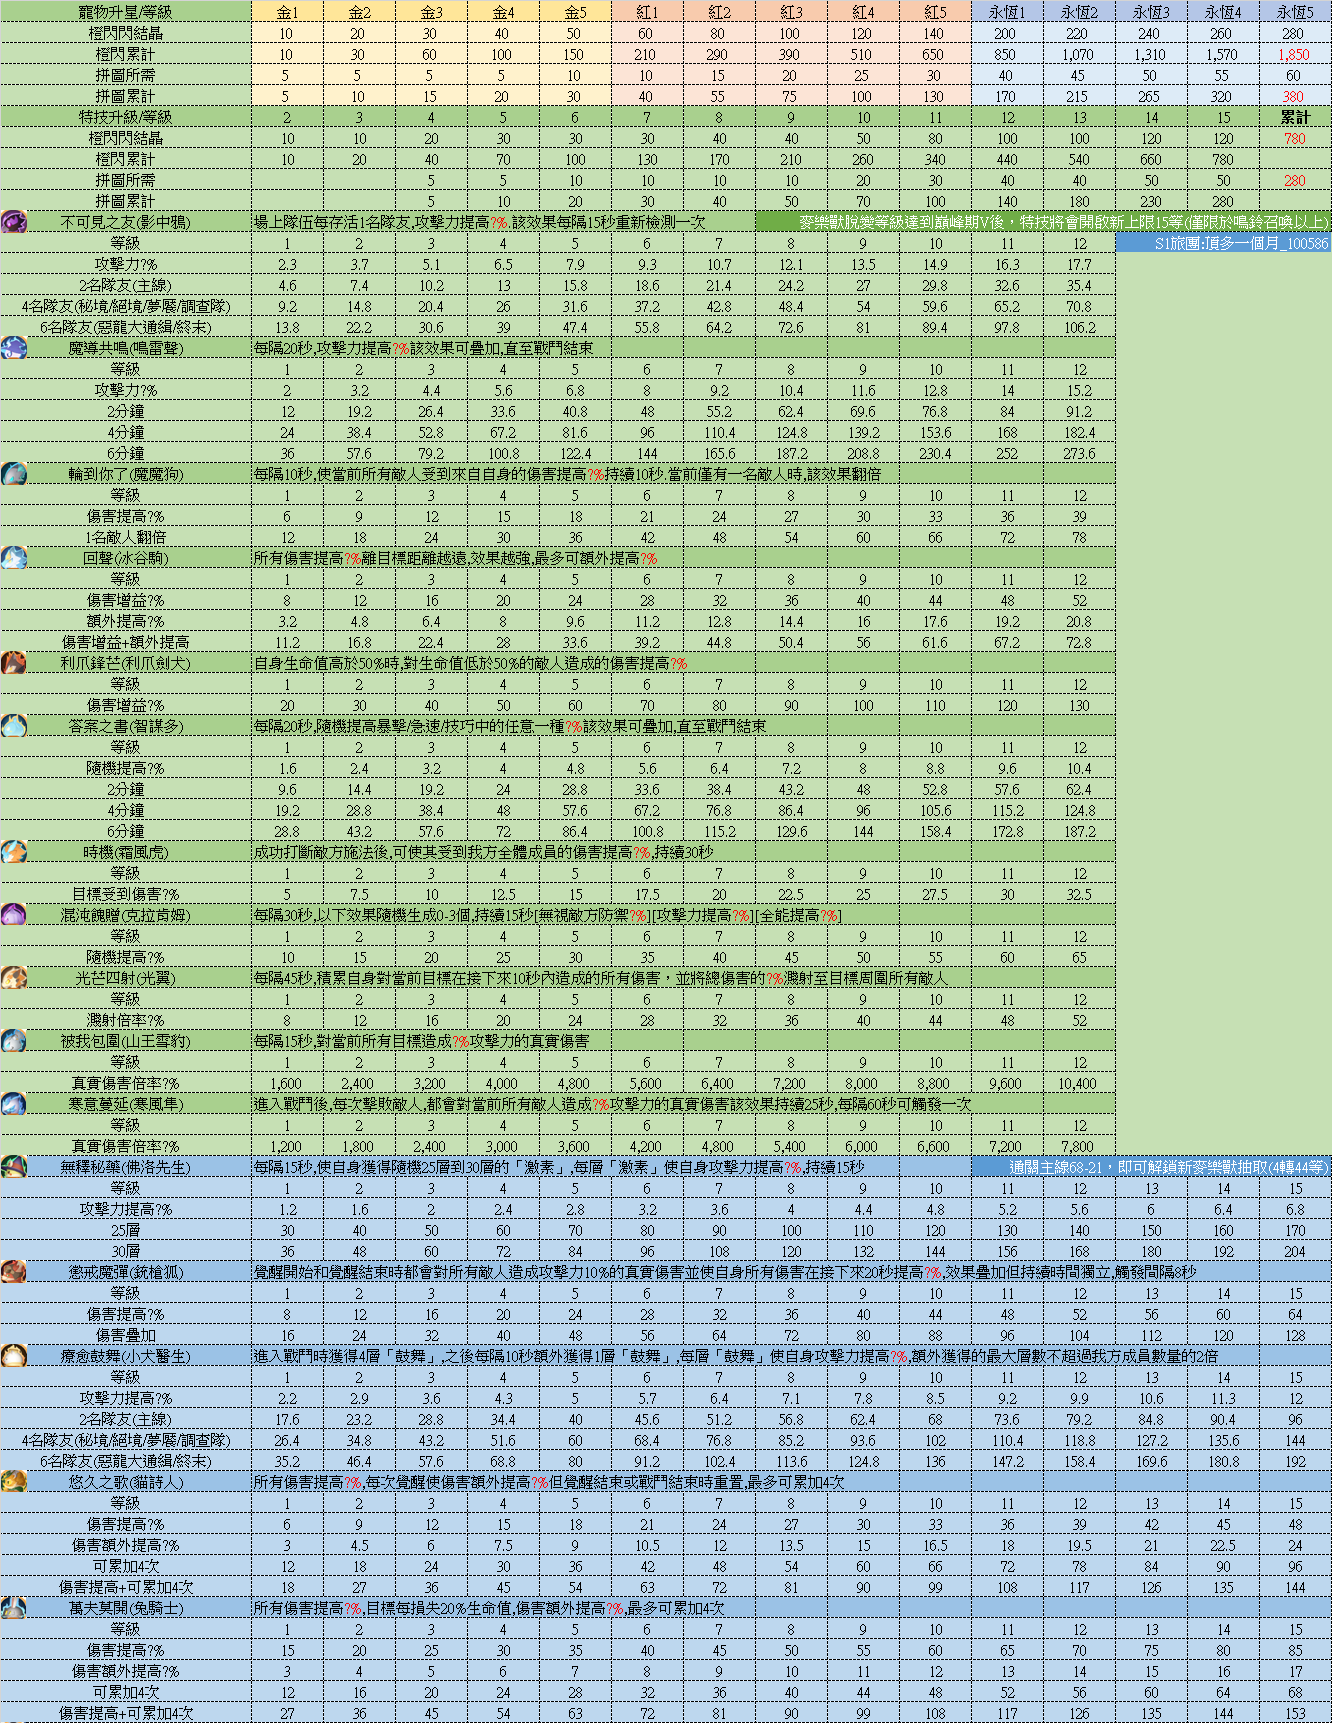 寵物升星/等級 金1 金2 金3 金4 金5 紅1 紅2 紅3 紅4 紅5 永恆1 永恆2 永恆3 永恆4 永恆5
橙閃閃結晶 10 20 30 40 50 60 80 100 120 140 200 220 240 260 280
橙閃累計 10 30 60 100 150 210 290 390 510 650 850 1,070 1,310 1,570 1,850
拼圖所需 5 5 5 5 10 10 15 20 25 30 40 45 50 55 60
拼圖累計 5 10 15 20 30 40 55 75 100 130 170 215 265 320 380
特技升級/等級 2 3 4 5 6 7 8 9 10 11 12 13 14 15 累計
橙閃閃結晶 10 10 20 30 30 30 40 40 50 80 100 100 120 120 780
橙閃累計 10 20 40 70 100 130 170 210 260 340 440 540 660 780
拼圖所需 5 5 10 10 10 10 20 30 40 40 50 50 280
拼圖累計 5 10 20 30 40 50 70 100 140 180 230 280
不可見之友(影中鴉) 場上隊伍每存活1名隊友,攻擊力提高?%.該效果每隔15秒重新檢測一次 麥樂獸脫變等級達到巔峰期V後，特技將會開啟新上限15等(僅限於鳴鈴召喚以上)
等級 1 2 3 4 5 6 7 8 9 10 11 12 S1旅團:頂多一個月_100586
攻擊力?% 2.3 3.7 5.1 6.5 7.9 9.3 10.7 12.1 13.5 14.9 16.3 17.7
2名隊友(主線) 4.6 7.4 10.2 13 15.8 18.6 21.4 24.2 27 29.8 32.6 35.4
4名隊友(秘境/絕境/夢魘/調查隊) 9.2 14.8 20.4 26 31.6 37.2 42.8 48.4 54 59.6 65.2 70.8
6名隊友(惡龍大通緝/終末) 13.8 22.2 30.6 39 47.4 55.8 64.2 72.6 81 89.4 97.8 106.2
魔導共鳴(鳴雷聲) 每隔20秒,攻擊力提高?%該效果可疊加,直至戰鬥結束
等級 1 2 3 4 5 6 7 8 9 10 11 12
攻擊力?% 2 3.2 4.4 5.6 6.8 8 9.2 10.4 11.6 12.8 14 15.2
2分鐘 12 19.2 26.4 33.6 40.8 48 55.2 62.4 69.6 76.8 84 91.2
4分鐘 24 38.4 52.8 67.2 81.6 96 110.4 124.8 139.2 153.6 168 182.4
6分鐘 36 57.6 79.2 100.8 122.4 144 165.6 187.2 208.8 230.4 252 273.6
輪到你了(魔魔狗) 每隔10秒,使當前所有敵人受到來自自身的傷害提高?%持續10秒.當前僅有一名敵人時,該效果翻倍
等級 1 2 3 4 5 6 7 8 9 10 11 12
傷害提高?% 6 9 12 15 18 21 24 27 30 33 36 39
1名敵人翻倍 12 18 24 30 36 42 48 54 60 66 72 78
回聲(冰谷駒) 所有傷害提高?%離目標距離越遠,效果越強,最多可額外提高?%
等級 1 2 3 4 5 6 7 8 9 10 11 12
傷害增益?% 8 12 16 20 24 28 32 36 40 44 48 52
額外提高?% 3.2 4.8 6.4 8 9.6 11.2 12.8 14.4 16 17.6 19.2 20.8
傷害增益+額外提高 11.2 16.8 22.4 28 33.6 39.2 44.8 50.4 56 61.6 67.2 72.8
利爪鋒芒(利爪劍犬) 自身生命值高於50%時,對生命值低於50%的敵人造成的傷害提高?%
等級 1 2 3 4 5 6 7 8 9 10 11 12
傷害增益?% 20 30 40 50 60 70 80 90 100 110 120 130
答案之書(智謀多) 每隔20秒,隨機提高暴擊/急速/技巧中的任意一種?%該效果可疊加,直至戰鬥結束
等級 1 2 3 4 5 6 7 8 9 10 11 12
隨機提高?% 1.6 2.4 3.2 4 4.8 5.6 6.4 7.2 8 8.8 9.6 10.4
2分鐘 9.6 14.4 19.2 24 28.8 33.6 38.4 43.2 48 52.8 57.6 62.4
4分鐘 19.2 28.8 38.4 48 57.6 67.2 76.8 86.4 96 105.6 115.2 124.8
6分鐘 28.8 43.2 57.6 72 86.4 100.8 115.2 129.6 144 158.4 172.8 187.2
時機(霜風虎) 成功打斷敵方施法後,可使其受到我方全體成員的傷害提高?%,持續30秒
等級 1 2 3 4 5 6 7 8 9 10 11 12
目標受到傷害?% 5 7.5 10 12.5 15 17.5 20 22.5 25 27.5 30 32.5
混沌餽贈(克拉肯姆) 每隔30秒,以下效果隨機生成0-3個,持續15秒[無視敵方防禦?%][攻擊力提高?%][全能提高?%]
等級 1 2 3 4 5 6 7 8 9 10 11 12
隨機提高?% 10 15 20 25 30 35 40 45 50 55 60 65
光芒四射(光翼) 每隔45秒,積累自身對當前目標在接下來10秒內造成的所有傷害，並將總傷害的?%濺射至目標周圍所有敵人
等級 1 2 3 4 5 6 7 8 9 10 11 12
濺射倍率?% 8 12 16 20 24 28 32 36 40 44 48 52
被我包圍(山王雪豹) 每隔15秒,對當前所有目標造成?%攻擊力的真實傷害
等級 1 2 3 4 5 6 7 8 9 10 11 12
真實傷害倍率?% 1,600 2,400 3,200 4,000 4,800 5,600 6,400 7,200 8,000 8,800 9,600 10,400
寒意蔓延(寒風隼) 進入戰鬥後,每次擊敗敵人,都會對當前所有敵人造成?%攻擊力的真實傷害該效果持續25秒,每隔60秒可觸發一次
等級 1 2 3 4 5 6 7 8 9 10 11 12
真實傷害倍率?% 1,200 1,800 2,400 3,000 3,600 4,200 4,800 5,400 6,000 6,600 7,200 7,800
無釋秘藥(佛洛先生) 每隔15秒,使自身獲得隨機25層到30層的「激素」,每層「激素」使自身攻擊力提高?%,持續15秒 通關主線68-21，即可解鎖新麥樂獸抽取(4轉44等)
等級 1 2 3 4 5 6 7 8 9 10 11 12 13 14 15
攻擊力提高?% 1.2 1.6 2 2.4 2.8 3.2 3.6 4 4.4 4.8 5.2 5.6 6 6.4 6.8
25層 30 40 50 60 70 80 90 100 110 120 130 140 150 160 170
30層 36 48 60 72 84 96 108 120 132 144 156 168 180 192 204
懲戒魔彈(銃槍狐) 覺醒開始和覺醒結束時都會對所有敵人造成攻擊力10%的真實傷害並使自身所有傷害在接下來20秒提高?%,效果疊加但持續時間獨立,觸發間隔8秒
等級 1 2 3 4 5 6 7 8 9 10 11 12 13 14 15
傷害提高?% 8 12 16 20 24 28 32 36 40 44 48 52 56 60 64
傷害疊加 16 24 32 40 48 56 64 72 80 88 96 104 112 120 128
療愈鼓舞(小犬醫生) 進入戰鬥時獲得4層「鼓舞」,之後每隔10秒額外獲得1層「鼓舞」,每層「鼓舞」使自身攻擊力提高?%,額外獲得的最大層數不超過我方成員數量的2倍
等級 1 2 3 4 5 6 7 8 9 10 11 12 13 14 15
攻擊力提高?% 2.2 2.9 3.6 4.3 5 5.7 6.4 7.1 7.8 8.5 9.2 9.9 10.6 11.3 12
2名隊友(主線) 17.6 23.2 28.8 34.4 40 45.6 51.2 56.8 62.4 68 73.6 79.2 84.8 90.4 96
4名隊友(秘境/絕境/夢魘/調查隊) 26.4 34.8 43.2 51.6 60 68.4 76.8 85.2 93.6 102 110.4 118.8 127.2 135.6 144
6名隊友(惡龍大通緝/終末) 35.2 46.4 57.6 68.8 80 91.2 102.4 113.6 124.8 136 147.2 158.4 169.6 180.8 192
悠久之歌(貓詩人) 所有傷害提高?%,每次覺醒使傷害額外提高?%但覺醒結束或戰鬥結束時重置,最多可累加4次
等級 1 2 3 4 5 6 7 8 9 10 11 12 13 14 15
傷害提高?% 6 9 12 15 18 21 24 27 30 33 36 39 42 45 48
傷害額外提高?% 3 4.5 6 7.5 9 10.5 12 13.5 15 16.5 18 19.5 21 22.5 24
可累加4次 12 18 24 30 36 42 48 54 60 66 72 78 84 90 96
傷害提高+可累加4次 18 27 36 45 54 63 72 81 90 99 108 117 126 135 144
萬夫莫開(兔騎士) 所有傷害提高?%,目標每損失20%生命值,傷害額外提高?%,最多可累加4次
等級 1 2 3 4 5 6 7 8 9 10 11 12 13 14 15
傷害提高?% 15 20 25 30 35 40 45 50 55 60 65 70 75 80 85
傷害額外提高?% 3 4 5 6 7 8 9 10 11 12 13 14 15 16 17
可累加4次 12 16 20 24 28 32 36 40 44 48 52 56 60 64 68
傷害提高+可累加4次 27 36 45 54 63 72 81 90 99 108 117 126 135 144 153